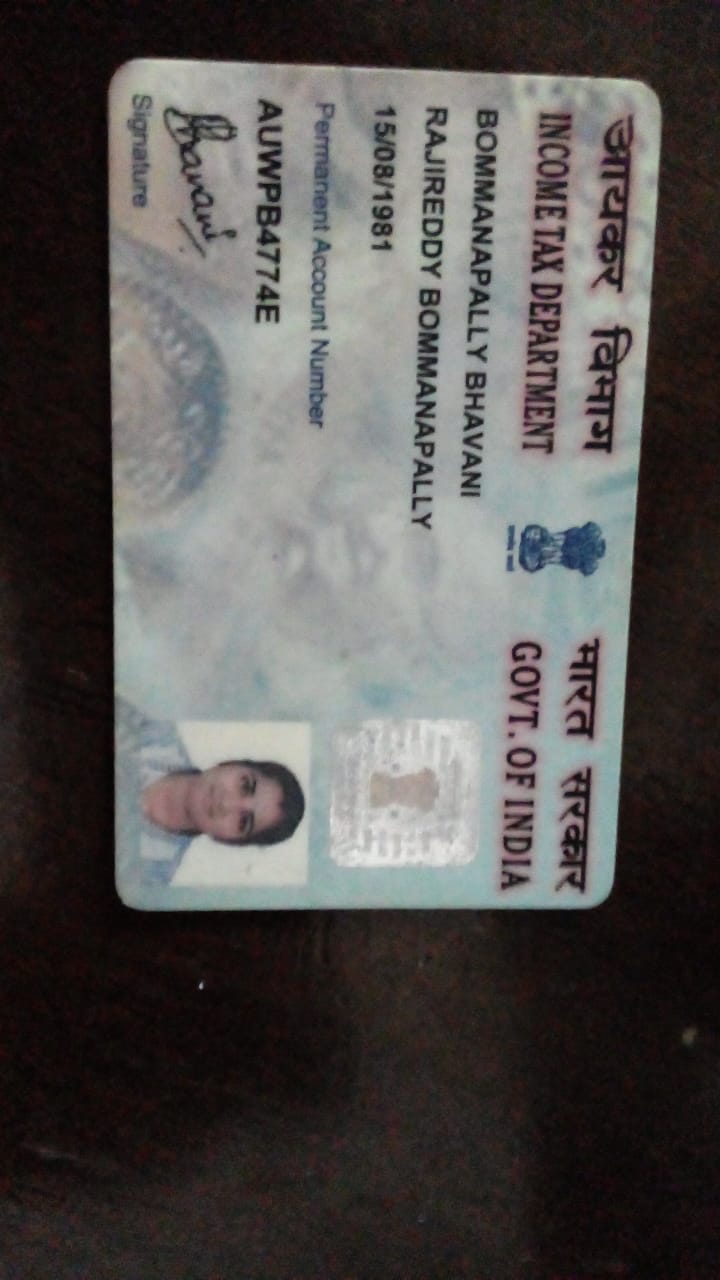 आयकर विभाग
INCOME TAX DEPARTMENT
भारत सरकार
GOVT. OF INDIA
BOMMANAPALLY BHAVANI
RAJIREDDY BOMMANAPALLY
15/08/1981
Permanent Account Number
AUWPB4774E
Bhavani
Signature